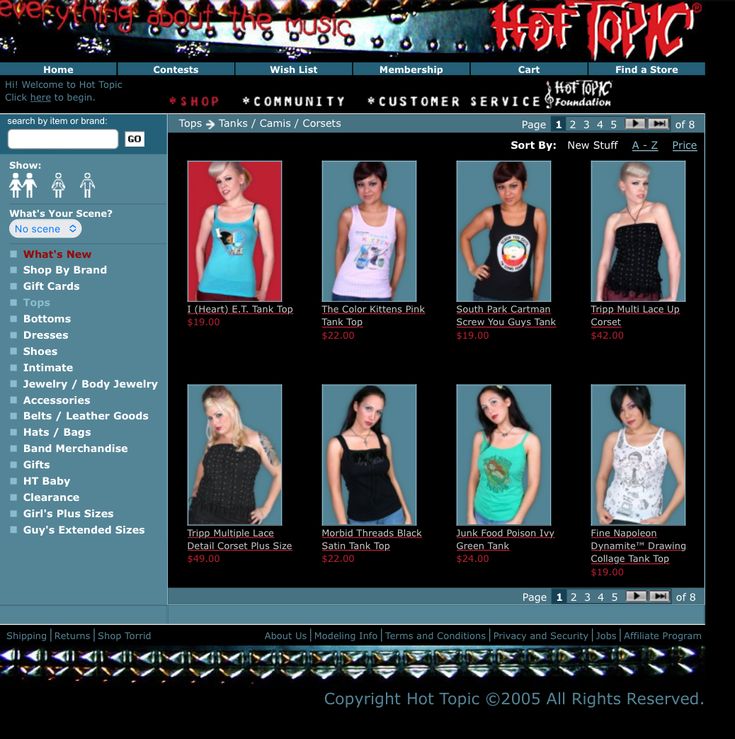 everything about the music
HOT TOPIC®
Home Contests Wish List Membership Cart Find a Store
Hi! Welcome to Hot Topic
Click here to begin.
*SHOP *COMMUNITY *CUSTOMER SERVICE HOT TOPIC Foundation
search by item or brand:
GO
Show:
What's Your Scene?
No scene
What's New
Shop By Brand
Gift Cards
Tops
Bottoms
Dresses
Shoes
Intimate
Jewelry / Body Jewelry
Accessories
Belts / Leather Goods
Hats / Bags
Band Merchandise
Gifts
HT Baby
Clearance
Girl's Plus Sizes
Guy's Extended Sizes
Tops Tanks / Camis / Corsets Page 1 2 3 4 5 of 8
Sort By: New Stuff A - Z Price
I (Heart) E.T. Tank Top
$19.00
The Color Kittens Pink
Tank Top
$22.00
South Park Cartman
Screw You Guys Tank
$19.00
Tripp Multi Lace Up
Corset
$42.00
Tripp Multiple Lace
Detail Corset Plus Size
$49.00
Morbid Threads Black
Satin Tank Top
$22.00
Junk Food Poison Ivy
Green Tank
$24.00
Fine Napoleon
Dynamite™ Drawing
Collage Tank Top
$19.00
Page 1 2 3 4 5 of 8
Shipping | Returns | Shop Torrid About Us | Modeling Info | Terms and Conditions | Privacy and Security | Jobs | Affiliate Program
Copyright Hot Topic ©2005 All Rights Reserved.